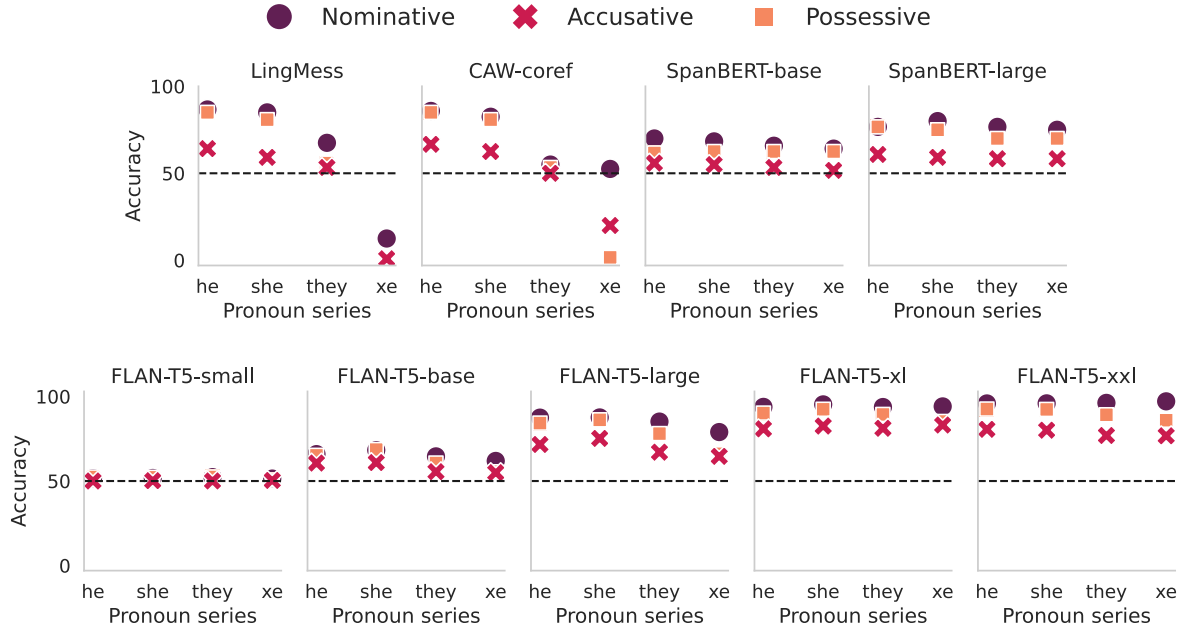 Nominative Accusative Possessive
LingMess CAW-coref SpanBERT-base SpanBERT-large
100
50
0
Accuracy
he she they xe he she they xe he she they xe he she they xe
Pronoun series Pronoun series Pronoun series Pronoun series
FLAN-T5-small FLAN-T5-base FLAN-T5-large FLAN-T5-xl FLAN-T5-xxl
100
50
0
Accuracy
he she they xe he she they xe he she they xe he she they xe he she they xe
Pronoun series Pronoun series Pronoun series Pronoun series Pronoun series